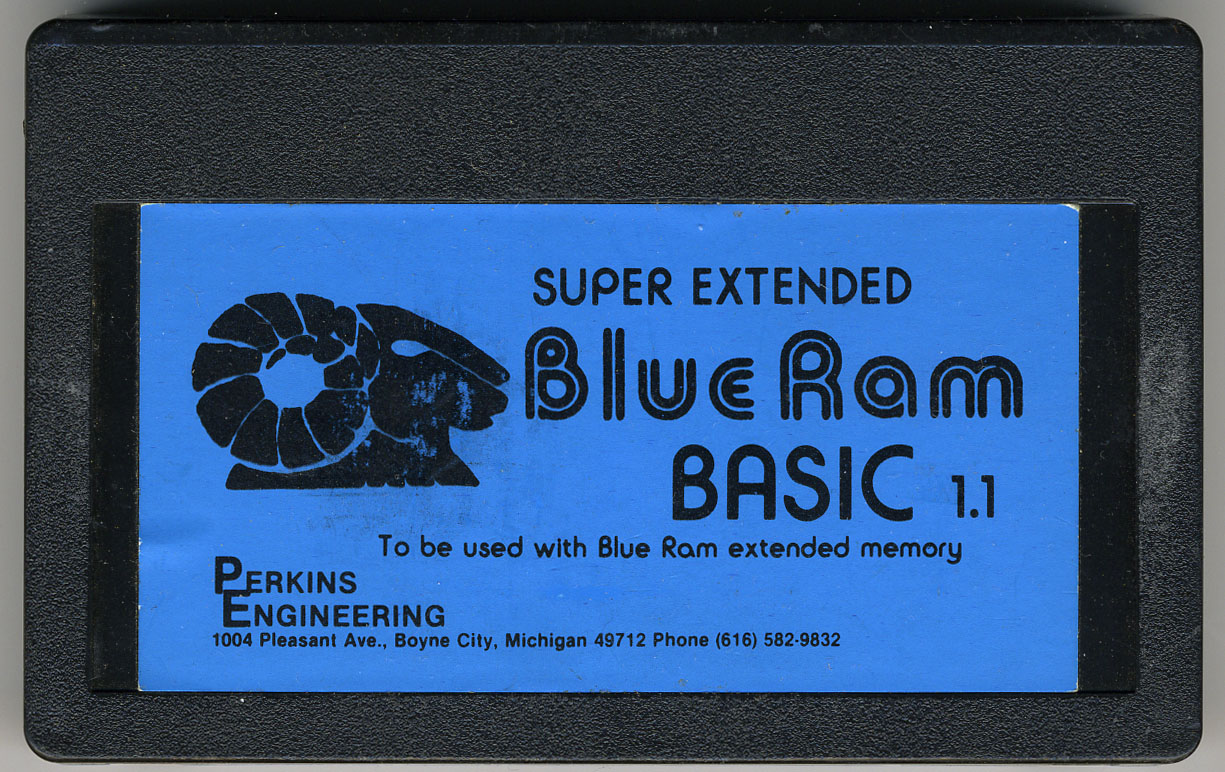 SUPER EXTENDED
Blue Ram
BASIC 1.1
To be used with Blue Ram extended memory
PERKINS
ENGINEERING
1004 Pleasant Ave., Boyne City, Michigan 49712 Phone (616) 582-9832